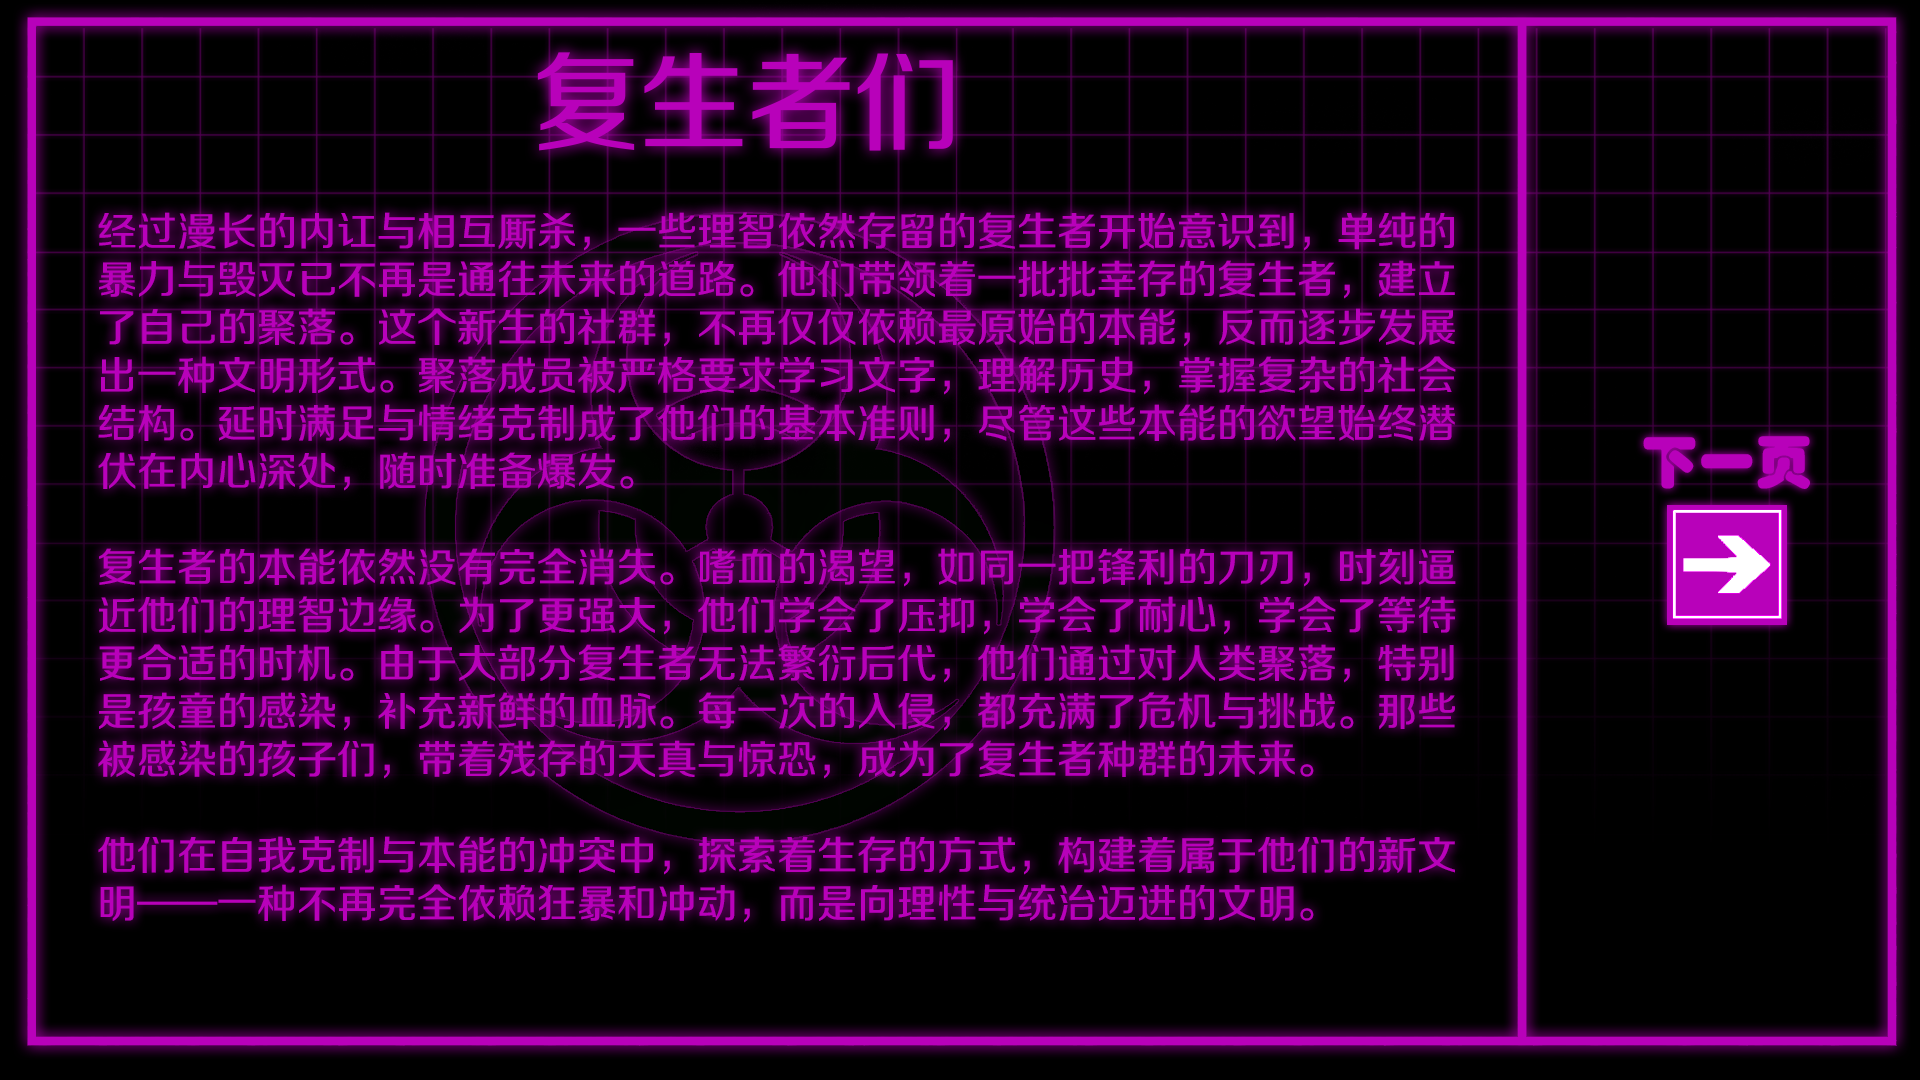 复生者们
经过漫长的内讧与相互厮杀，一些理智依然存留的复生者开始意识到，单纯的
暴力与毁灭已不再是通往未来的道路。他们带领着一批批幸存的复生者，建立
了自己的聚落。这个新生的社群，不再仅仅依赖最原始的本能，反而逐步发展
出一种文明形式。聚落成员被严格要求学习文字，理解历史，掌握复杂的社会
结构。延时满足与情绪克制成了他们的基本准则，尽管这些本能的欲望始终潜
伏在内心深处，随时准备爆发。
复生者的本能依然没有完全消失。嗜血的渴望，如同一把锋利的刀刃，时刻逼
近他们的理智边缘。为了更强大，他们学会了压抑，学会了耐心，学会了等待
更合适的时机。由于大部分复生者无法繁衍后代，他们通过对人类聚落，特别
是孩童的感染，补充新鲜的血脉。每一次的入侵，都充满了危机与挑战。那些
被感染的孩子们，带着残存的天真与惊恐，成为了复生者种群的未来。
他们在自我克制与本能的冲突中，探索着生存的方式，构建着属于他们的新文
明——一种不再完全依赖狂暴和冲动，而是向理性与统治迈进的文明。
下一页